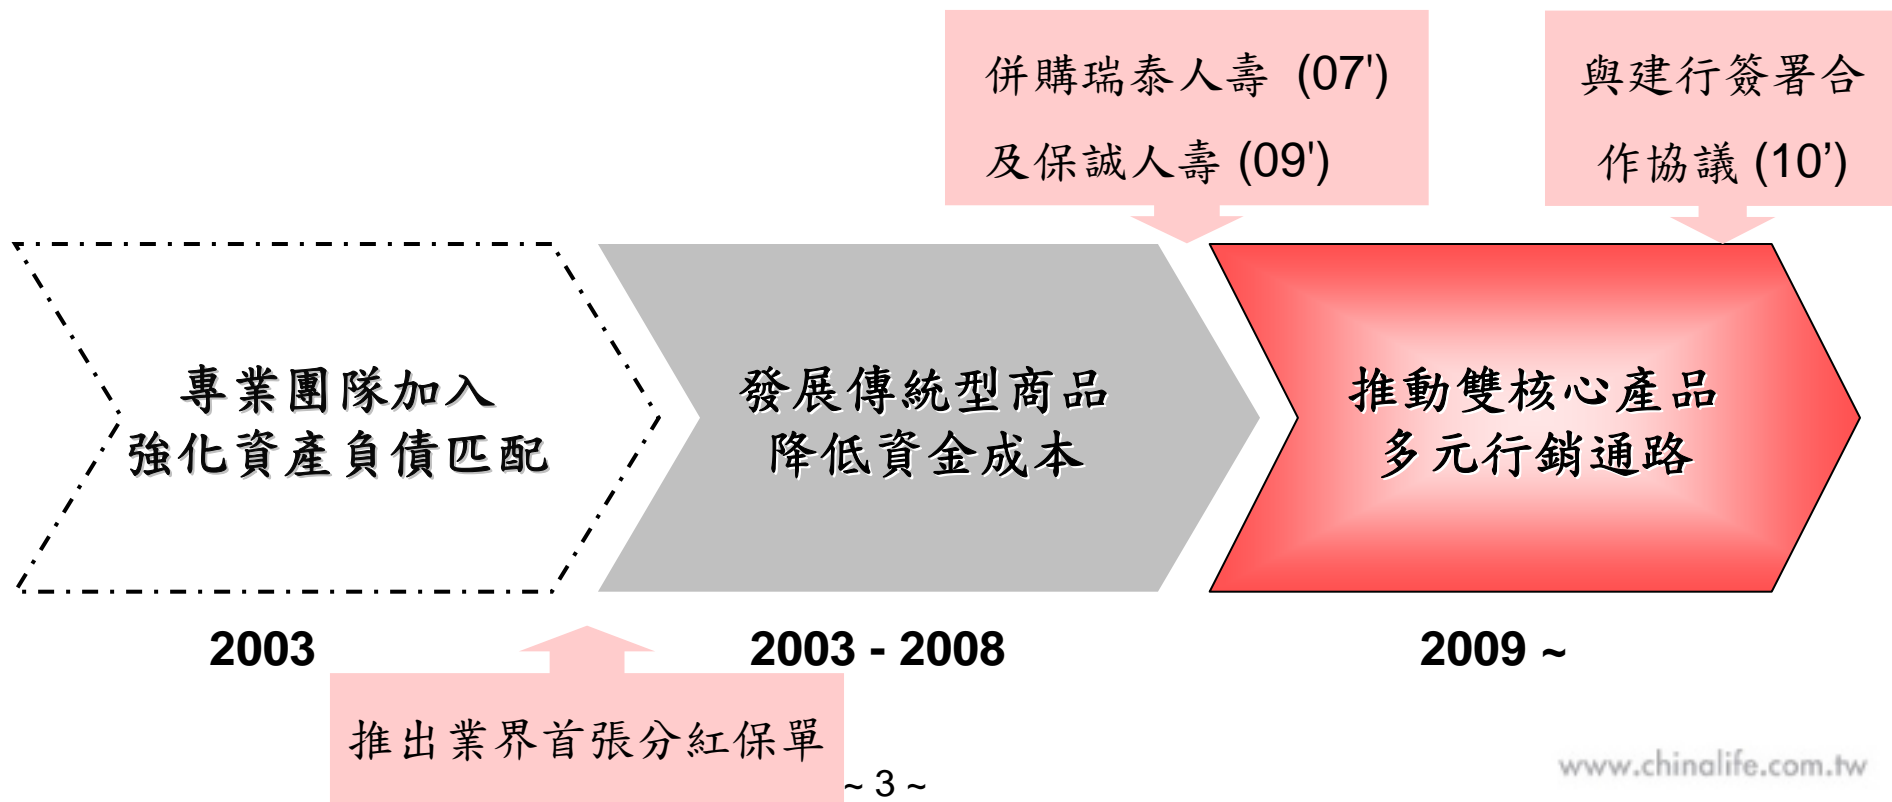 併購瑞泰人壽 (07')
及保誠人壽 (09')
與建行簽署合
作協議 (10’)
專業團隊加入
強化資產負債匹配
發展傳統型商品
降低資金成本
推動雙核心產品
多元行銷通路
2003
2003 - 2008
2009 ~
推出業界首張分紅保單
~ 3 ~
www.chinalife.com.tw